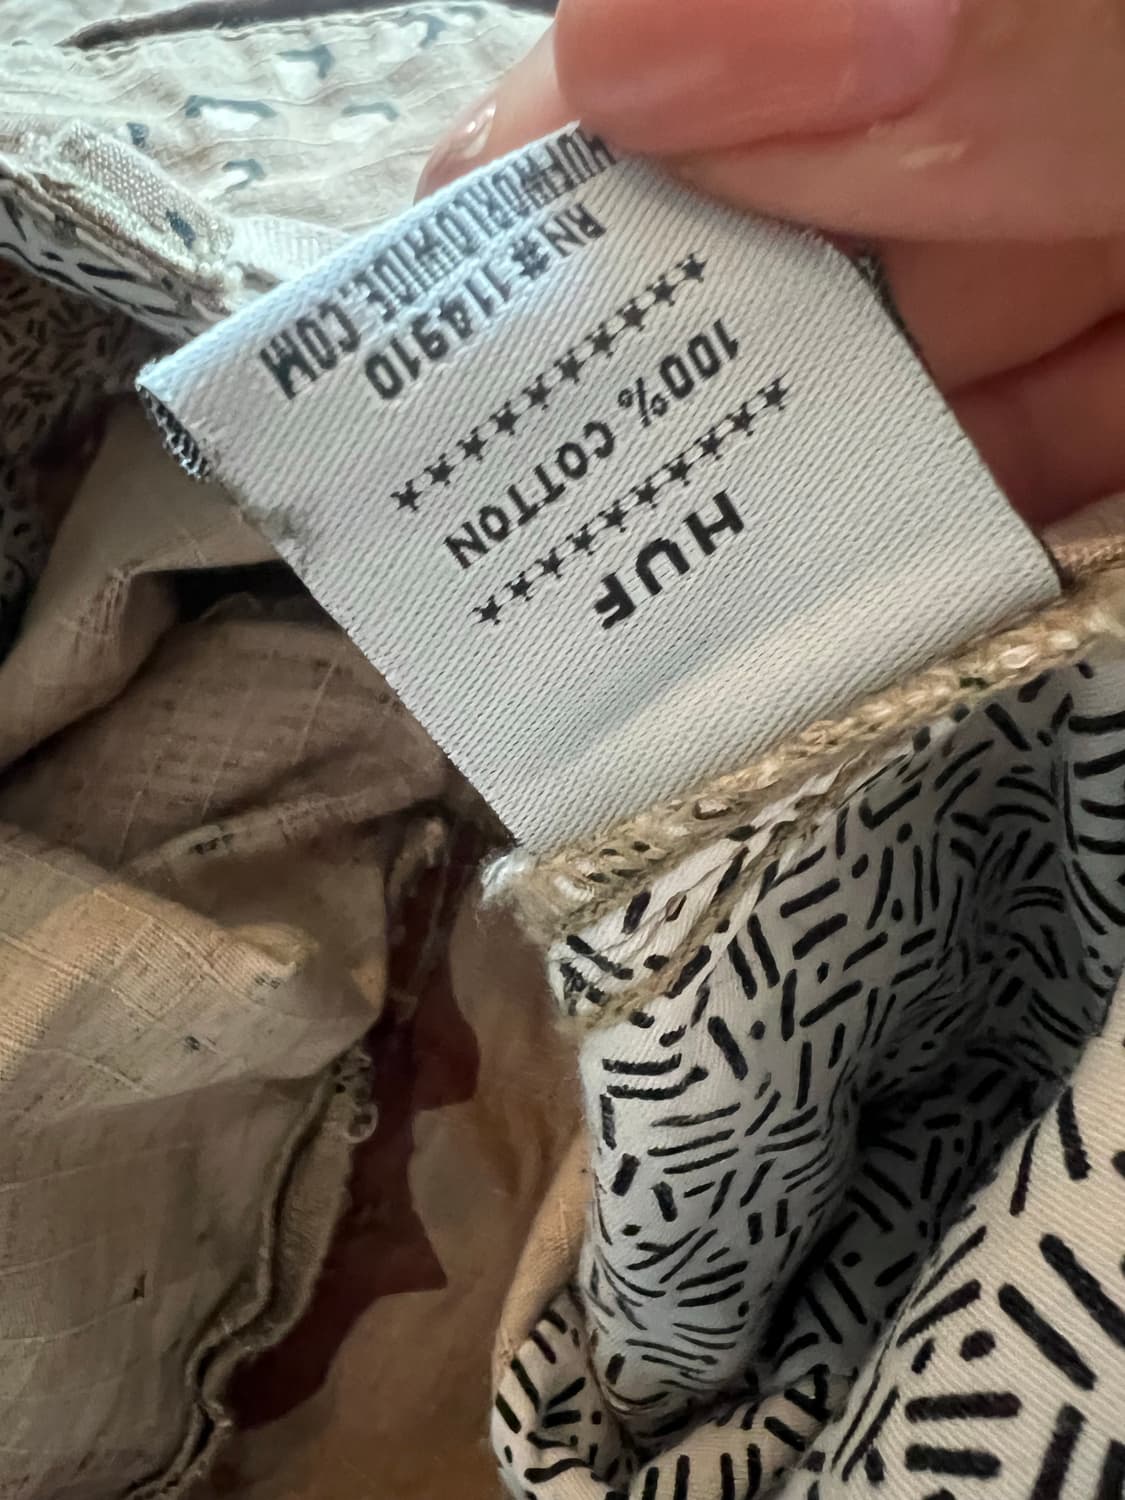 HUF
★★★★★★★★★★
100% COTTON
★★★★★★★★★★
RN# 114910
HUFWORLDWIDE.COM